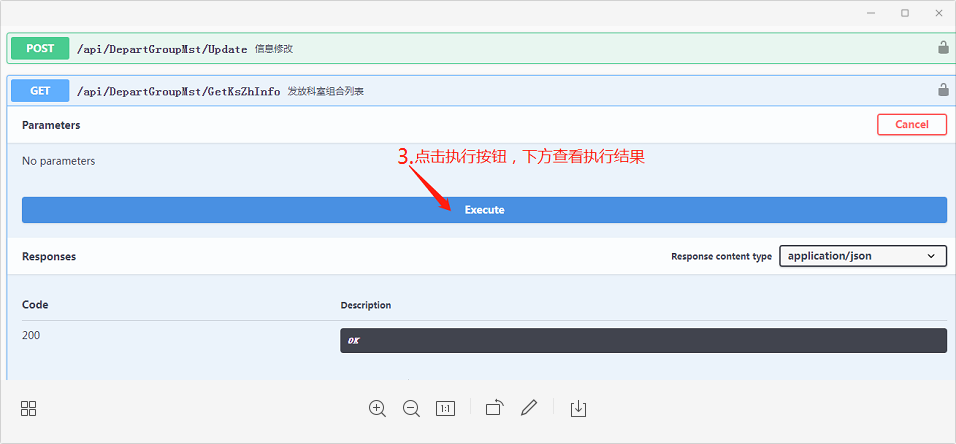 POST /api/DepartGroupMst/Update 信息修改
GET /api/DepartGroupMst/GetKsZhInfo 发放科室组合列表
Parameters Cancel
No parameters
3.点击执行按钮，下方查看执行结果
Execute
Responses Response content type application/json
Code Description
200 OK
1:1